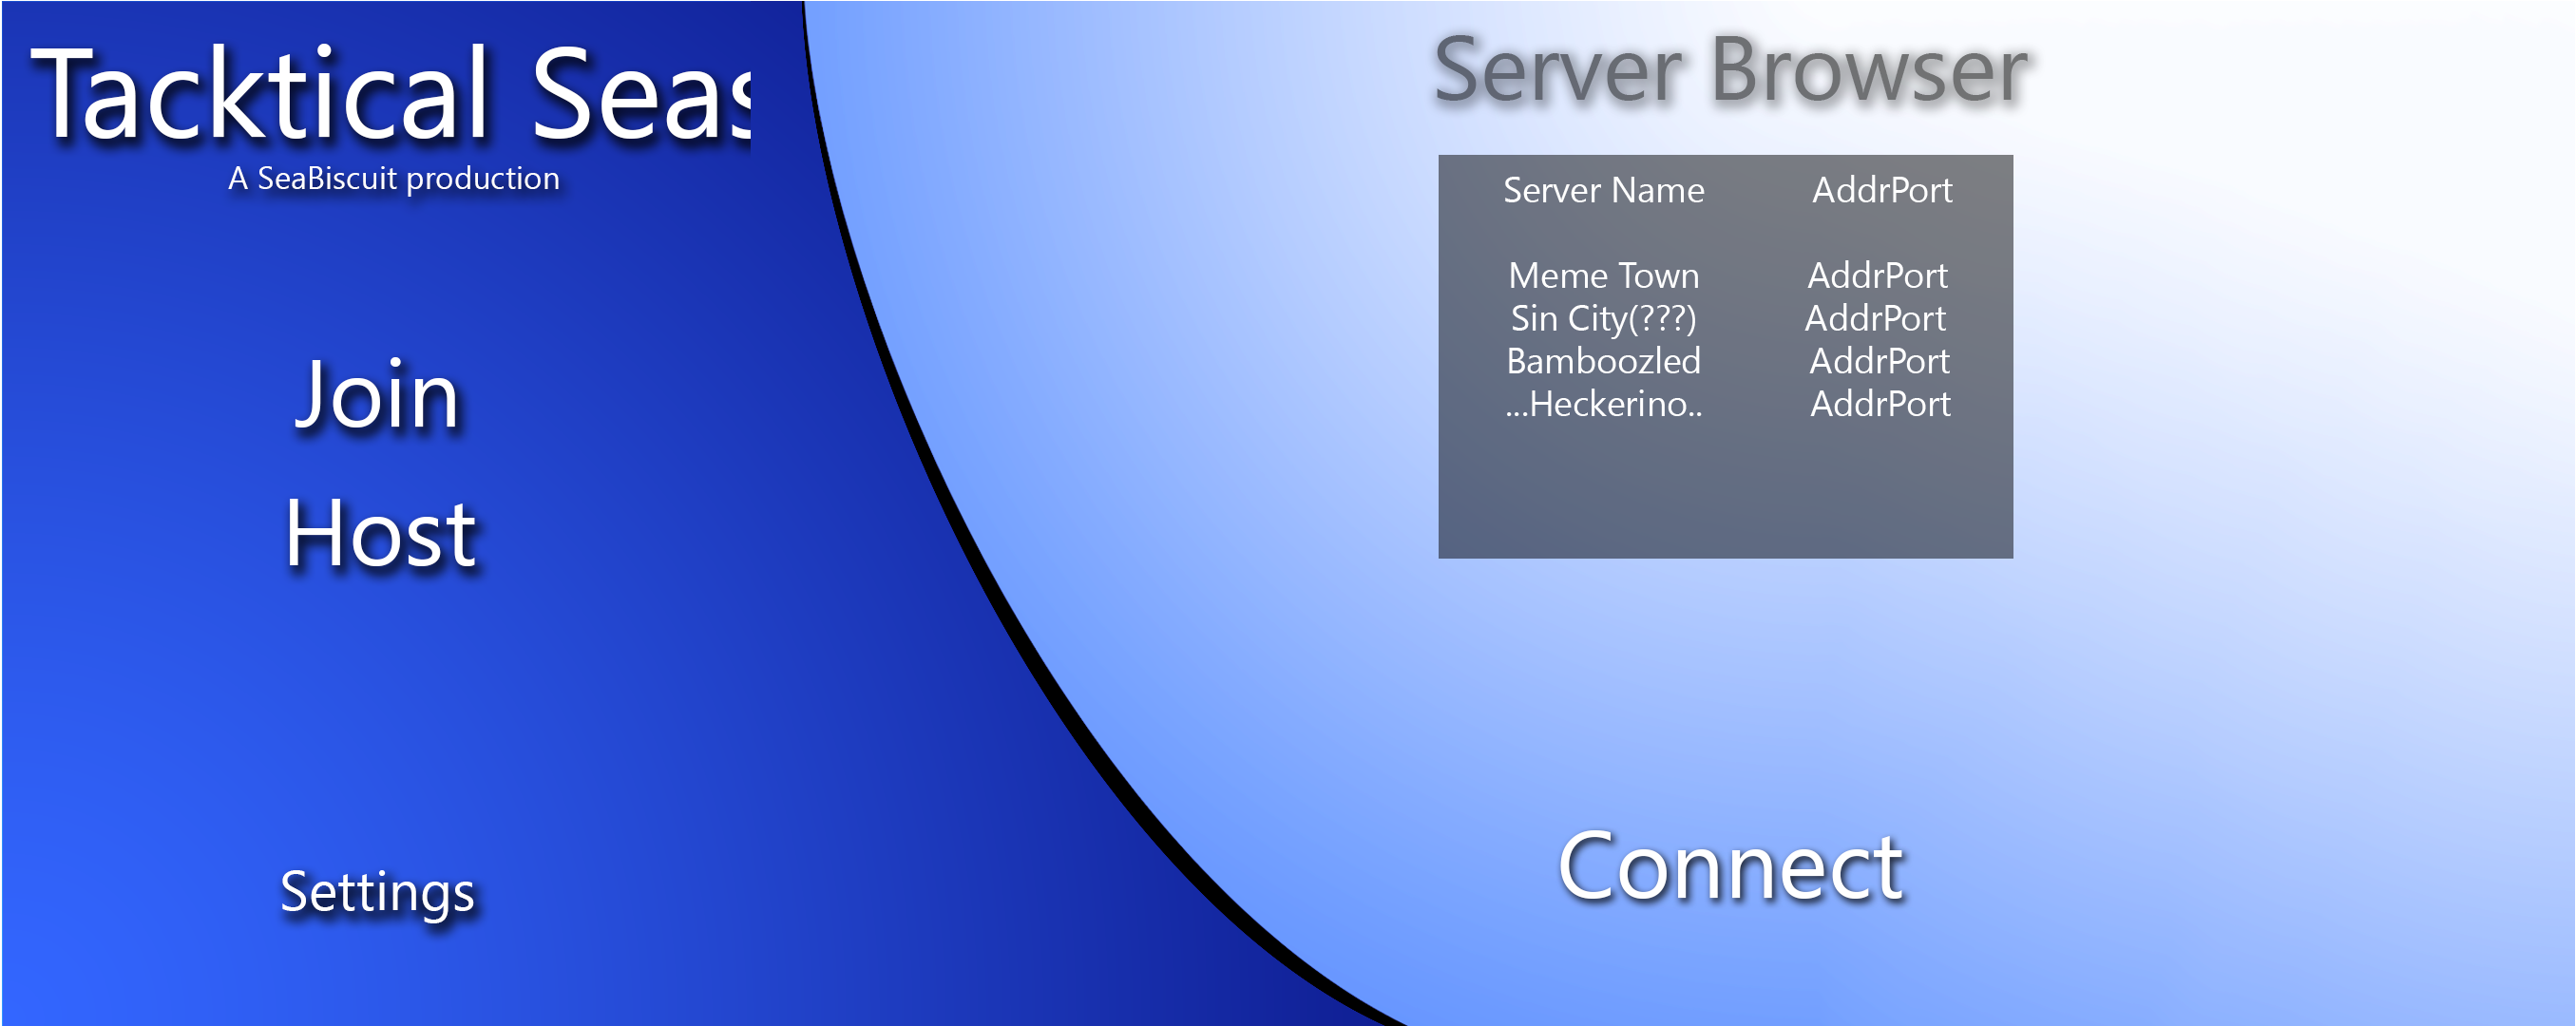 Tacktical Seas
A SeaBiscuit production
Join
Host
Settings
Server Browser
Server Name AddrPort
Meme Town AddrPort
Sin City(???) AddrPort
Bamboozled AddrPort
...Heckerino.. AddrPort
Connect